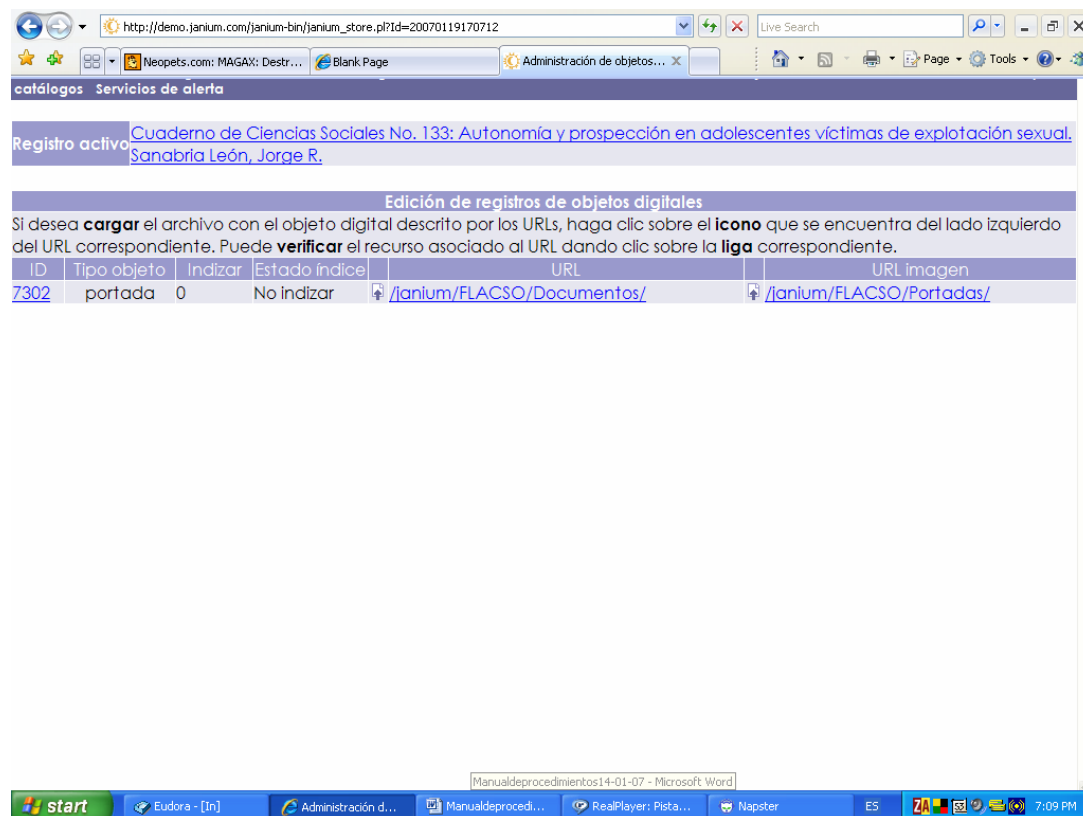 http://demo.janium.com/janium-bin/janium_store.pl?Id=20070119170712
Live Search
Neopets.com: MAGAX: Destr...
Blank Page
Administración de objetos...
Page
Tools
catálogos Servicios de alerta
Registro activo
Cuaderno de Ciencias Sociales No. 133: Autonomía y prospección en adolescentes víctimas de explotación sexual.
Sanabria León, Jorge R.
Edición de registros de objetos digitales
Si desea cargar el archivo con el objeto digital descrito por los URLs, haga clic sobre el icono que se encuentra del lado izquierdo
del URL correspondiente. Puede verificar el recurso asociado al URL dando clic sobre la liga correspondiente.
ID Tipo objeto Indizar Estado índice URL URL imagen
7302 portada 0 No indizar /janium/FLACSO/Documentos/ /janium/FLACSO/Portadas/
Manualdeprocedimientos14-01-07 - Microsoft Word
start Eudora - [In] Administración d... Manualdeprocedi... RealPlayer: Pista... Napster ES ZA 7:09 PM